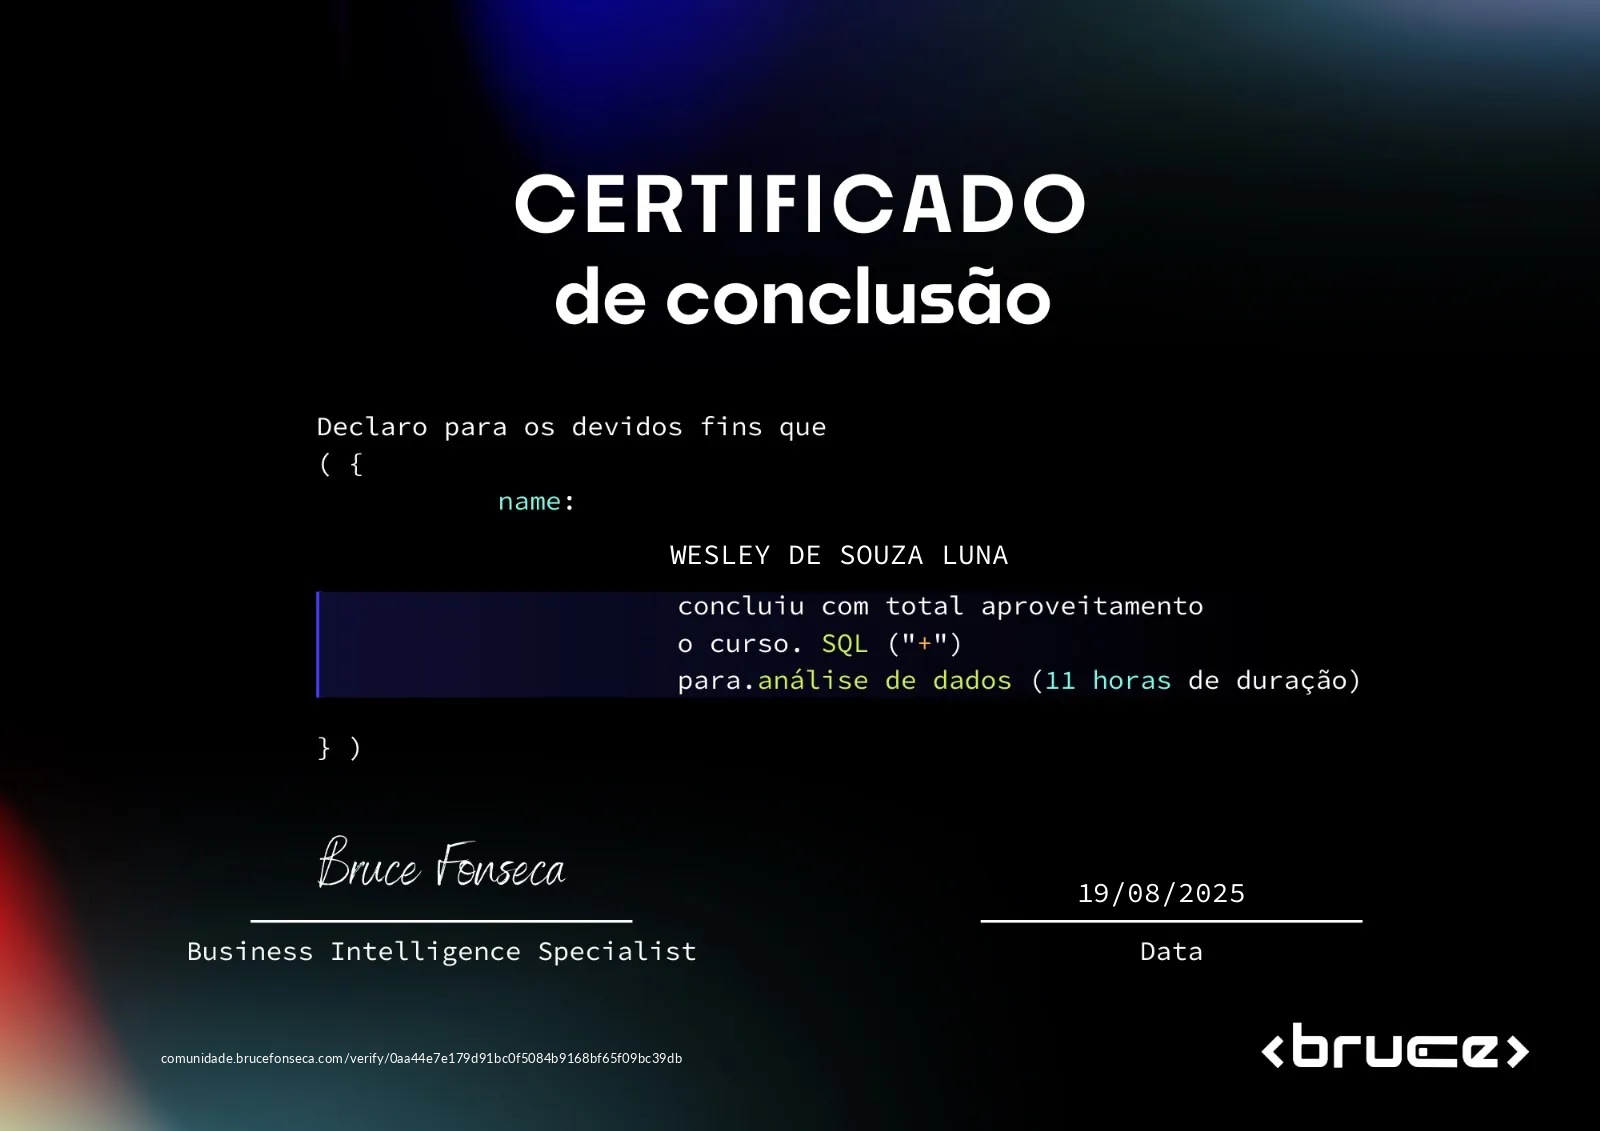 CERTIFICADO
de conclusão
Declaro para os devidos fins que
( {
name:
WESLEY DE SOUZA LUNA
concluiu com total aproveitamento
o curso. SQL ("+")
para.análise de dados (11 horas de duração)
} )
Bruce Fonseca
19/08/2025
Business Intelligence Specialist
Data
comunidade.brucefonseca.com/verify/0aa44e7e179d91bc0f5084b9168bf65f09bc39db
<bruce>